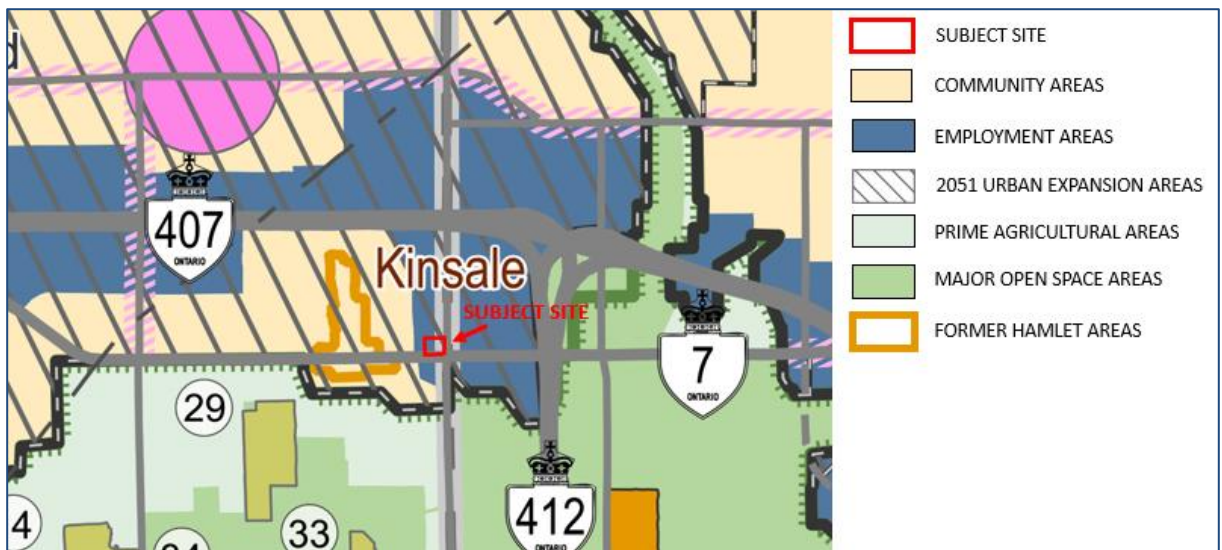 d
407
ONTARIO
Kinsale
SUBJECT SITE
7
ONTARIO
29
412
ONTARIO
4
33
SUBJECT SITE
COMMUNITY AREAS
EMPLOYMENT AREAS
2051 URBAN EXPANSION AREAS
PRIME AGRICULTURAL AREAS
MAJOR OPEN SPACE AREAS
FORMER HAMLET AREAS